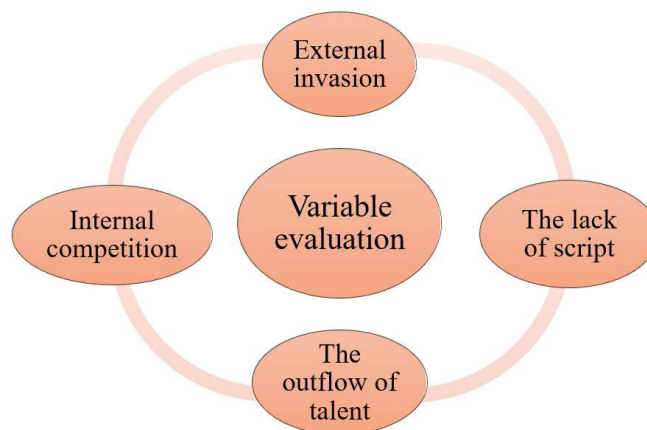 External
invasion
Internal
competition
Variable
evaluation
The lack
of script
The
outflow of
talent